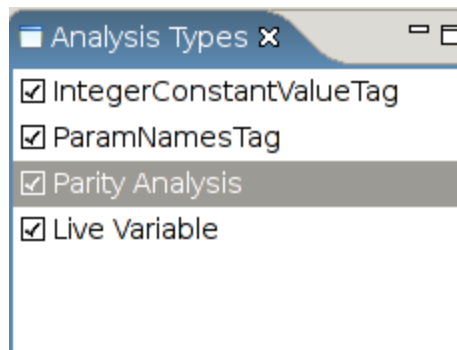 Analysis Types
IntegerConstantValueTag
ParamNamesTag
Parity Analysis
Live Variable